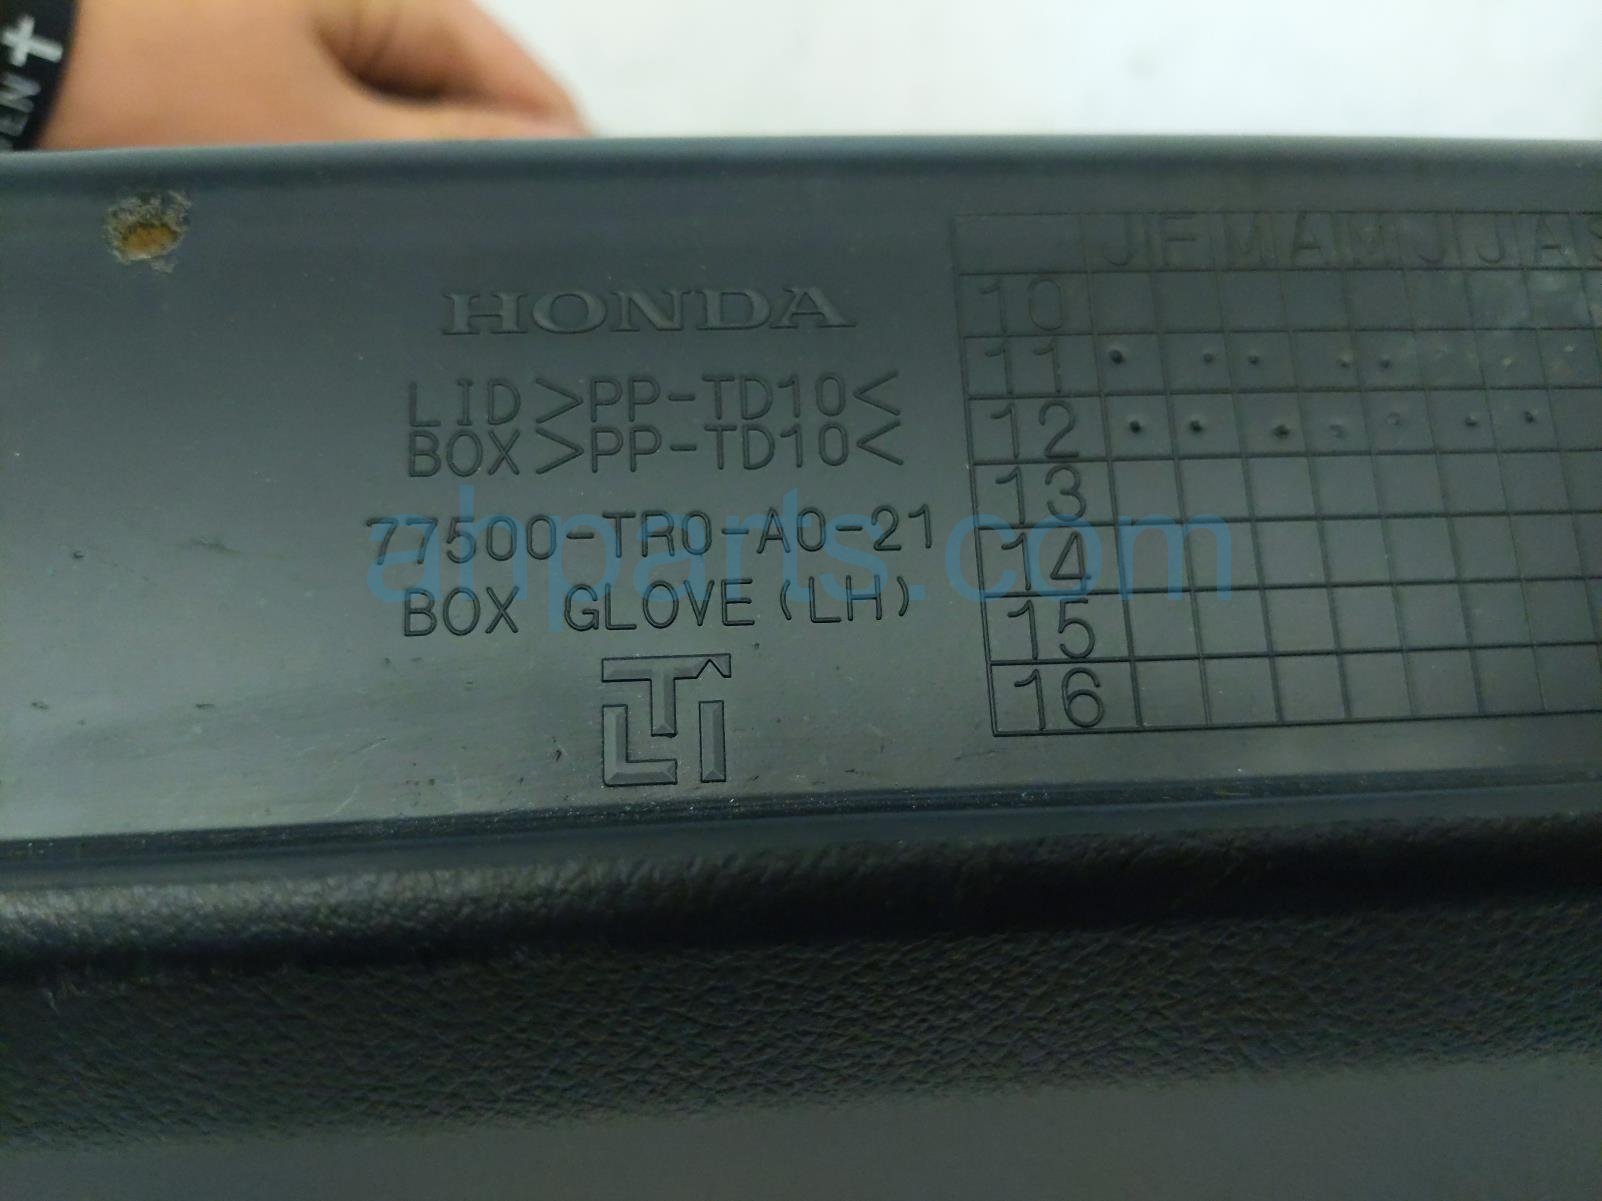 HONDA
LID>PP-TD10<
BOX>PP-TD10<
77500-TR0-A0-21
BOX GLOVE(LH)
J F M A M J J A S
10
11
12
13
14
15
16
ahparts.com